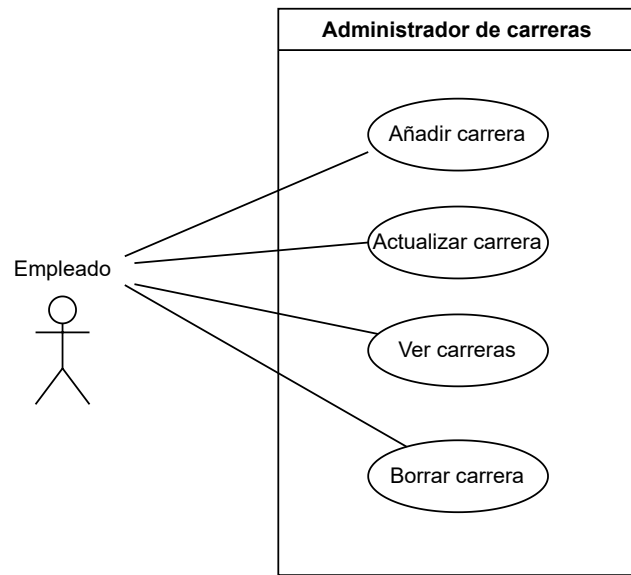 Administrador de carreras
Añadir carrera
Actualizar carrera
Empleado
Ver carreras
Borrar carrera